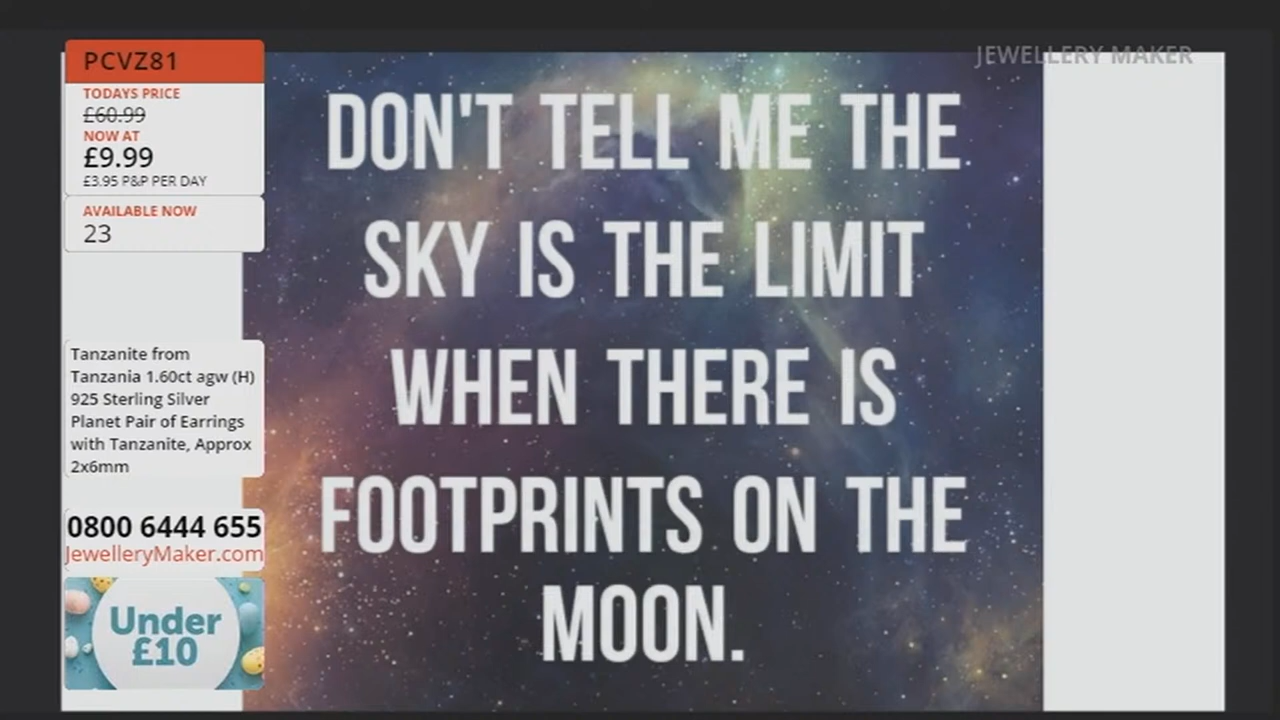 PCVZ81
TODAYS PRICE
£60.99
NOW AT
£9.99
£3.95 P&P PER DAY
AVAILABLE NOW
23
Tanzanite from
Tanzania 1.60ct agw (H)
925 Sterling Silver
Planet Pair of Earrings
with Tanzanite, Approx
2x6mm
0800 6444 655
JewelleryMaker.com
Under
£10
JEWELLERY MAKER
DON'T TELL ME THE
SKY IS THE LIMIT
WHEN THERE IS
FOOTPRINTS ON THE
MOON.